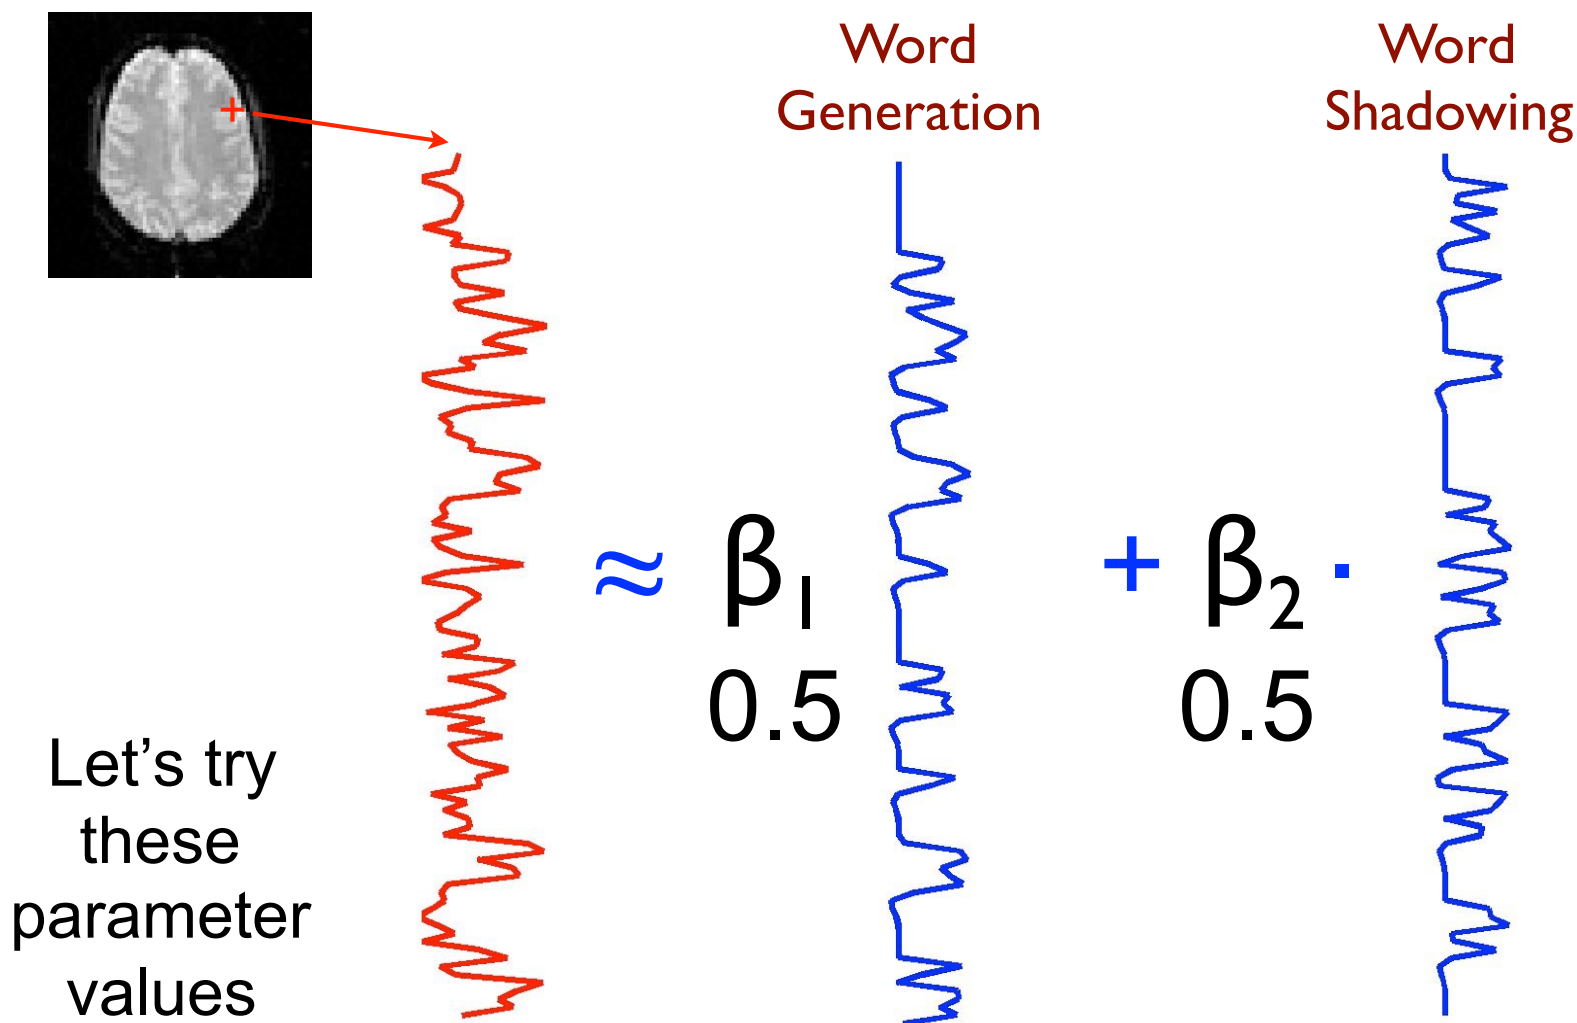 Word
Generation
Word
Shadowing
≈ β₁
+ β₂ ·
0.5
0.5
Let’s try
these
parameter
values